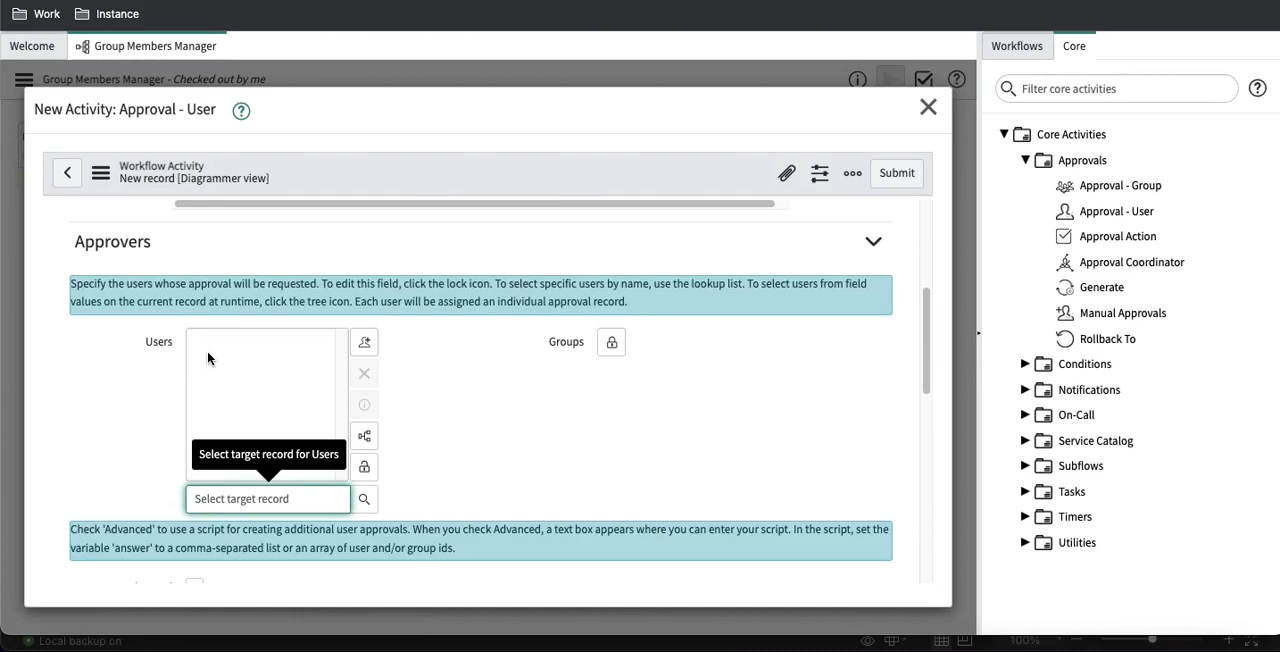 Work
Instance
Welcome
Group Members Manager
Workflows
Core
Group Members Manager - Checked out by me
New Activity: Approval - User
Filter core activities
Workflow Activity
New record [Diagrammer view]
Submit
Approvers
Specify the users whose approval will be requested. To edit this field, click the lock icon. To select specific users by name, use the lookup list. To select users from field
values on the current record at runtime, click the tree icon. Each user will be assigned an individual approval record.
Users
Groups
Select target record for Users
Select target record
Check 'Advanced' to use a script for creating additional user approvals. When you check Advanced, a text box appears where you can enter your script. In the script, set the
variable 'answer' to a comma-separated list or an array of user and/or group ids.
Core Activities
Approvals
Approval - Group
Approval - User
Approval Action
Approval Coordinator
Generate
Manual Approvals
Rollback To
Conditions
Notifications
On-Call
Service Catalog
Subflows
Tasks
Timers
Utilities
Local backup on
100%